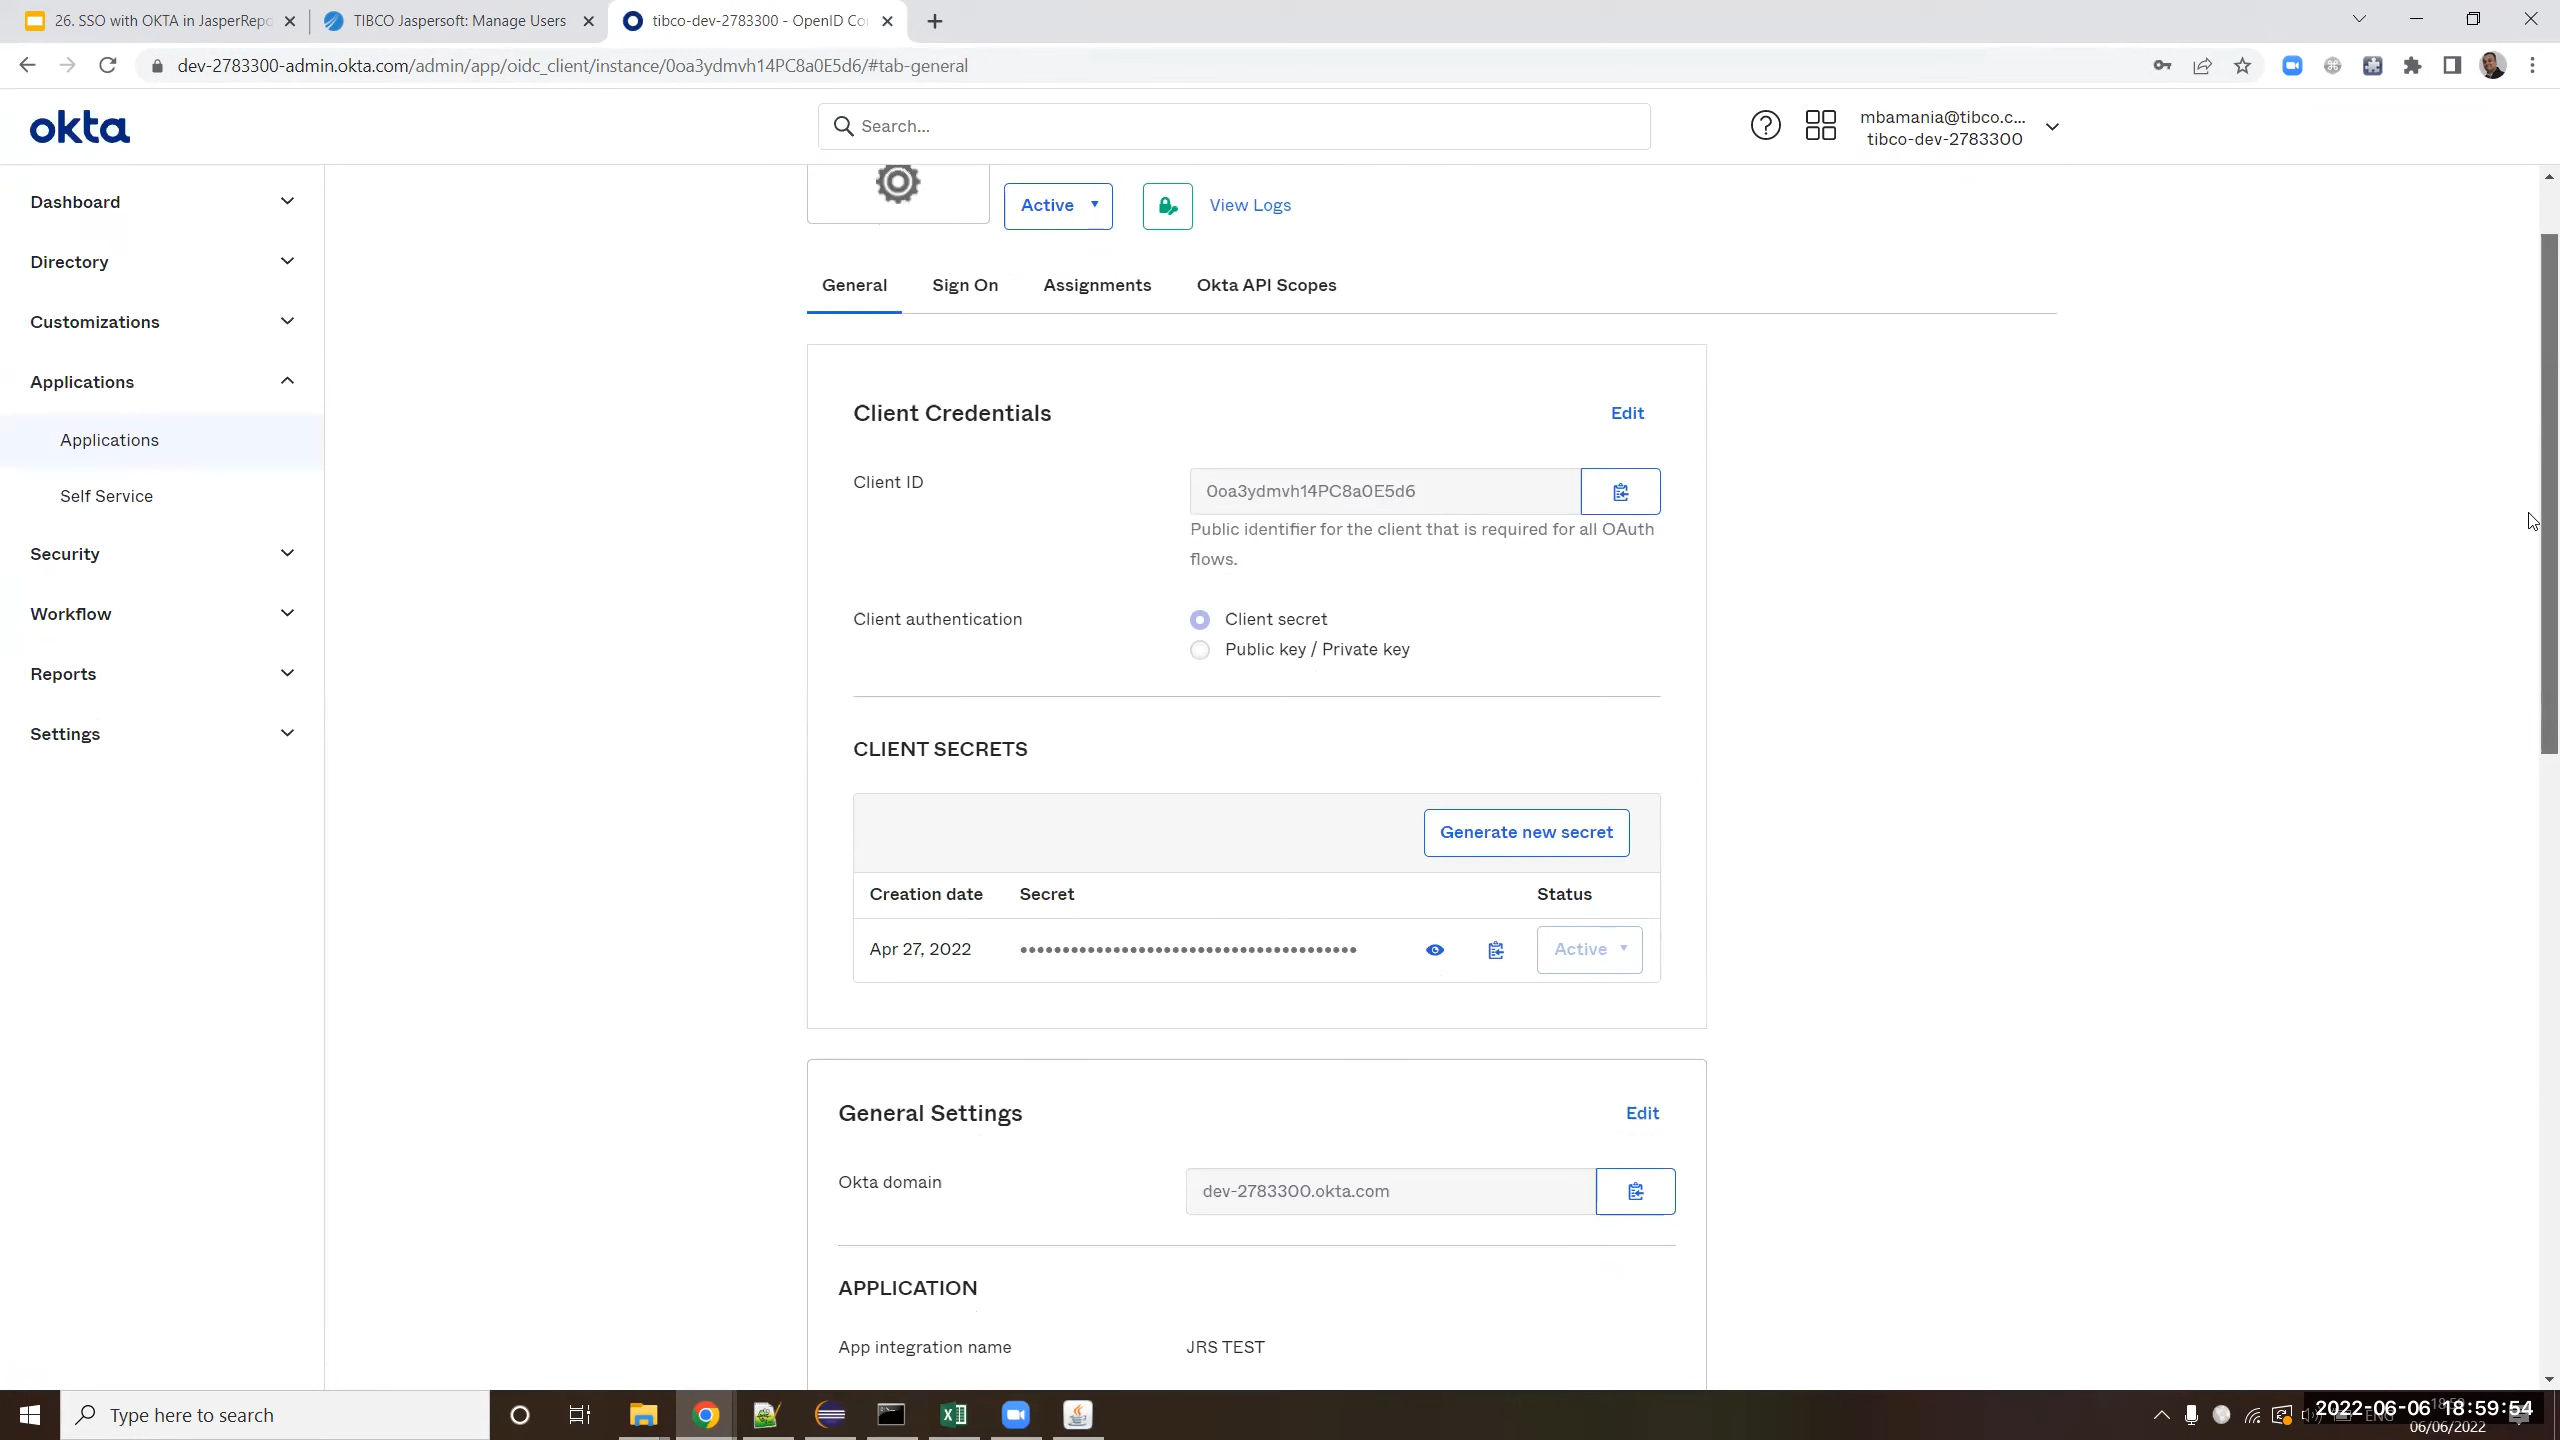 26. SSO with OKTA in JasperRepo
TIBCO Jaspersoft: Manage Users
tibco-dev-2783300 - OpenID Co
dev-2783300-admin.okta.com/admin/app/oidc_client/instance/0oa3ydmvh14PC8a0E5d6/#tab-general
okta
Search...
mbamania@tibco.c...
tibco-dev-2783300
Dashboard
Directory
Customizations
Applications
Applications
Self Service
Security
Workflow
Reports
Settings
Active
View Logs
General
Sign On
Assignments
Okta API Scopes
Client Credentials
Edit
Client ID
0oa3ydmvh14PC8a0E5d6
Public identifier for the client that is required for all OAuth
flows.
Client authentication
Client secret
Public key / Private key
CLIENT SECRETS
Generate new secret
Creation date Secret Status
Apr 27, 2022 •••••••••••••••••••••••••••••••••••••••• Active
General Settings
Edit
Okta domain
dev-2783300.okta.com
APPLICATION
App integration name
JRS TEST
Type here to search
2022-06-06 18:59:54
06/06/2022